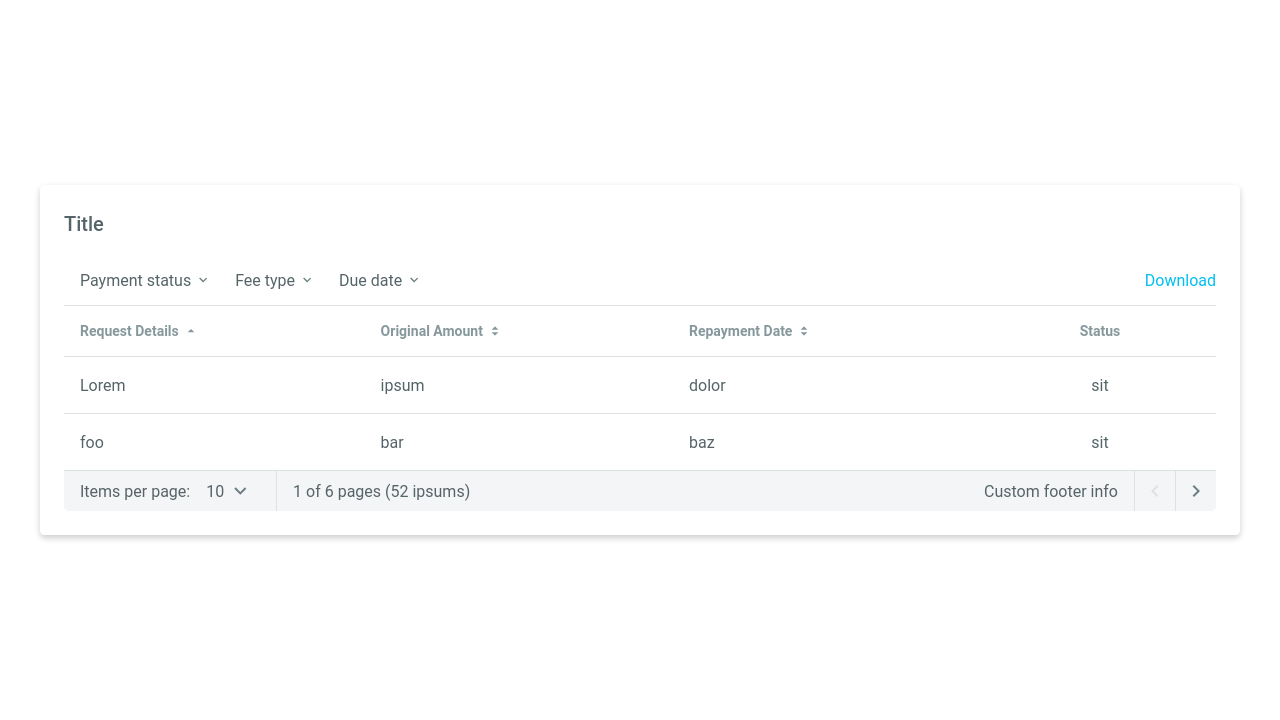 Title
Payment status Fee type Due date Download
Request Details Original Amount Repayment Date Status
Lorem ipsum dolor sit
foo bar baz sit
Items per page: 10 1 of 6 pages (52 ipsums) Custom footer info